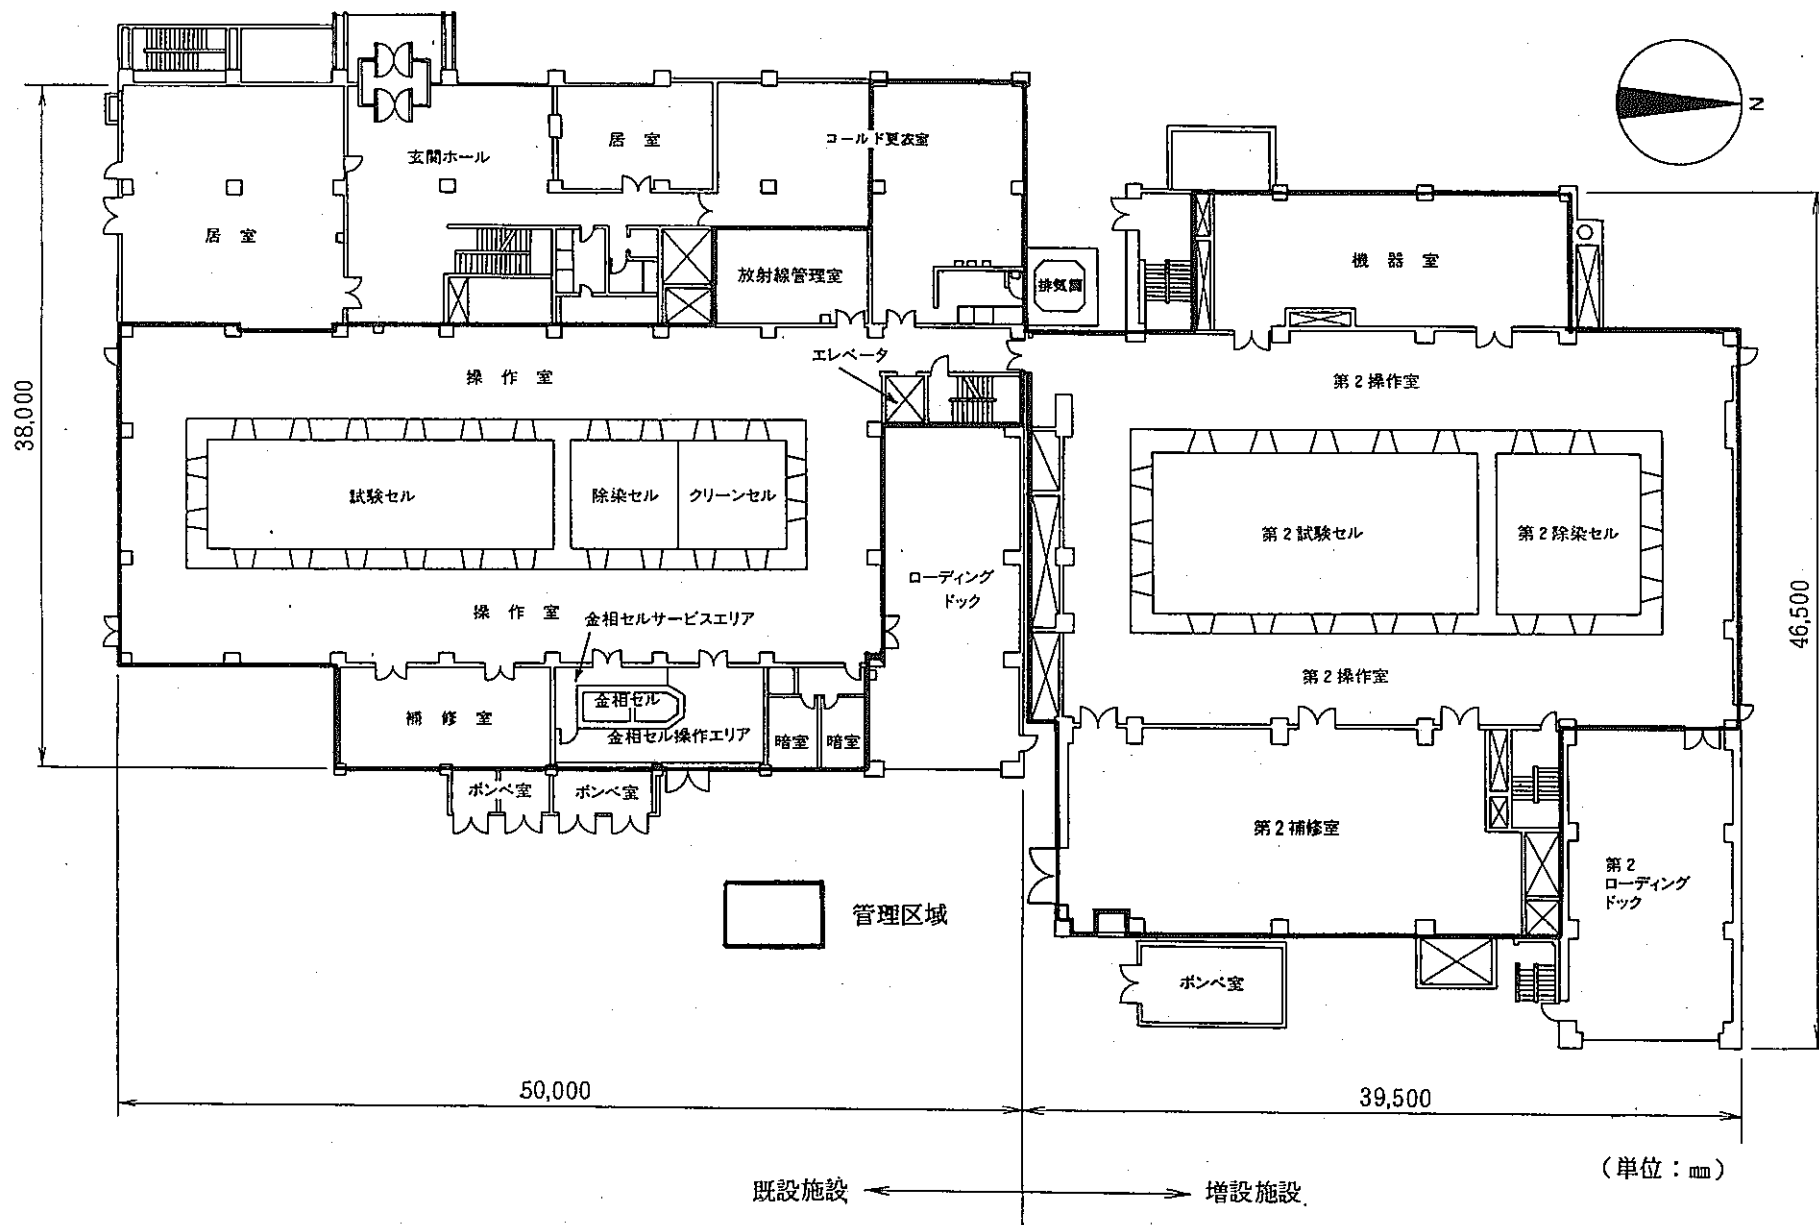 N
玄関ホール
居 室
コールド更衣室
居 室
放射線管理室
排気筒
機 器 室
エレベータ
操 作 室
第2操作室
38,000
試験セル
除染セル
クリーンセル
第2試験セル
第2除染セル
ローディング
ドック
操 作 室
金相セルサービスエリア
46,500
第2操作室
金相セル
補 修 室
金相セル操作エリア
暗室
暗室
ボンベ室
ボンベ室
第2補修室
第2
ローディング
ドック
管理区域
ボンベ室
50,000
39,500
(単位:mm)
既設施設
増設施設